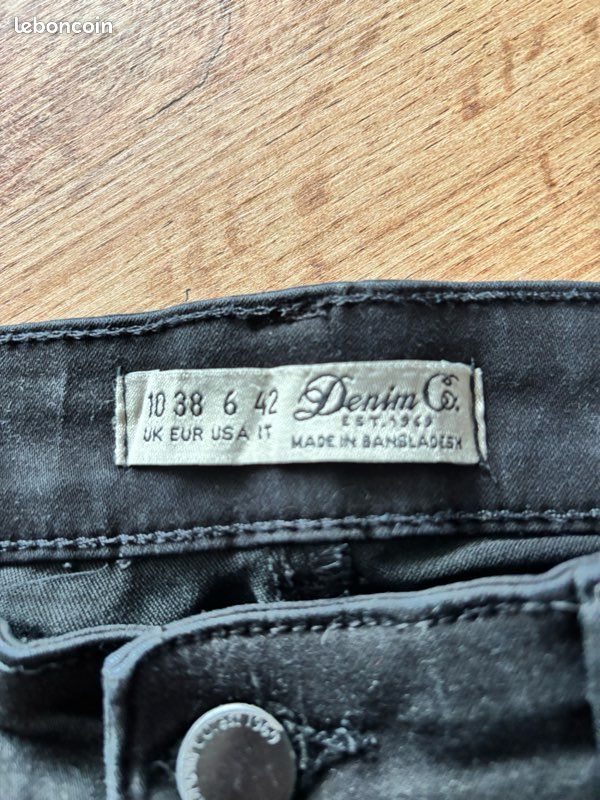 leboncoin
10 38 6 42
UK EUR USA IT
Denim Co.
EST. 1969
MADE IN BANGLADESH